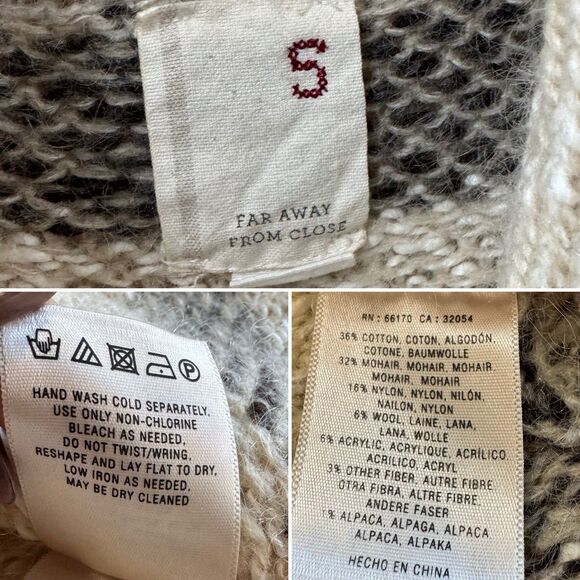 S
FAR AWAY
FROM CLOSE
P
HAND WASH COLD SEPARATELY.
USE ONLY NON-CHLORINE
BLEACH AS NEEDED.
DO NOT TWIST/WRING.
RESHAPE AND LAY FLAT TO DRY.
LOW IRON AS NEEDED.
MAY BE DRY CLEANED
RN : 66170 CA : 32054
36% COTTON, COTON, ALGODÓN,
COTONE, BAUMWOLLE
32% MOHAIR, MOHAIR, MOHAIR,
MOHAIR, MOHAIR
16% NYLON, NYLON, NILÓN,
NAILON, NYLON
6% WOOL, LAINE, LANA,
LANA, WOLLE
6% ACRYLIC, ACRYLIQUE, ACRÍLICO,
ACRILICO, ACRYL
3% OTHER FIBER, AUTRE FIBRE,
OTRA FIBRA, ALTRE FIBRE,
ANDERE FASER
1% ALPACA, ALPAGA, ALPACA,
ALPACA, ALPAKA
HECHO EN CHINA